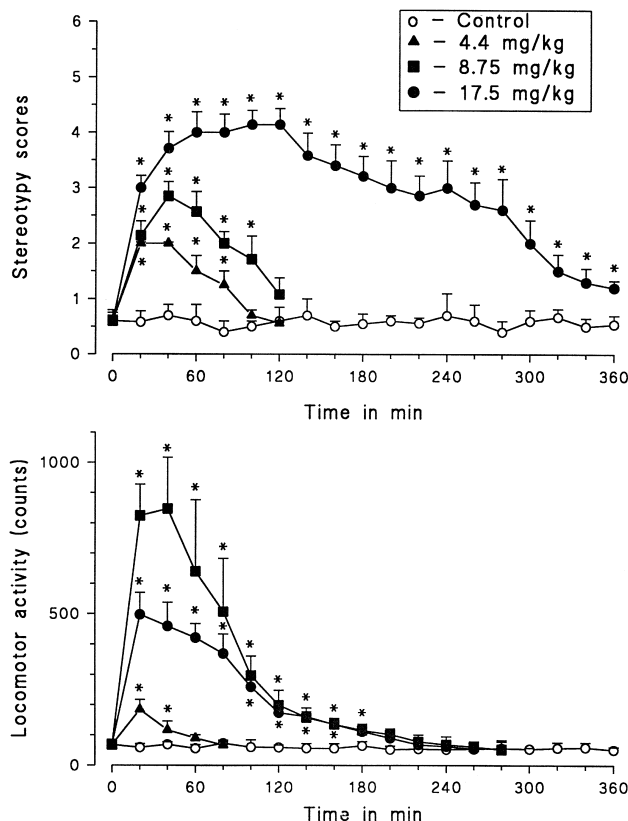 ○ – Control
▲ – 4.4 mg/kg
■ – 8.75 mg/kg
● – 17.5 mg/kg
Stereotypy scores
6
5
4
3
2
1
0
* * * * * * * * * * * * * * * * * *
* * * * *
* * * *
0 60 120 180 240 300 360
Time in min
Locomotor activity (counts)
1000
500
0
* * * * * * * * *
* * * * * * * *
* *
0 60 120 180 240 300 360
Time in min